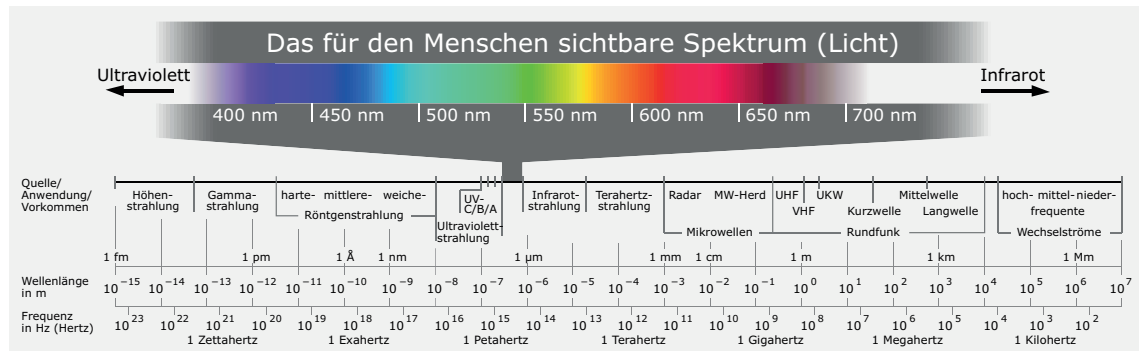 Das für den Menschen sichtbare Spektrum (Licht)
Ultraviolett
Infrarot
400 nm 450 nm 500 nm 550 nm 600 nm 650 nm 700 nm
Quelle/
Anwendung/
Vorkommen
Höhen-
strahlung
Gamma-
strahlung
harte- mittlere- weiche-
Röntgenstrahlung
UV-
C/B/A
Ultraviolett-
strahlung
Infrarot-
strahlung
Terahertz-
strahlung
Radar MW-Herd
Mikrowellen
UHF UKW Mittelwelle
VHF Kurzwelle Langwelle
Rundfunk
hoch- mittel- nieder-
frequente
Wechselströme
1 fm 1 pm 1 Å 1 nm 1 µm 1 mm 1 cm 1 m 1 km 1 Mm
Wellenlänge
in m
10⁻¹⁵ 10⁻¹⁴ 10⁻¹³ 10⁻¹² 10⁻¹¹ 10⁻¹⁰ 10⁻⁹ 10⁻⁸ 10⁻⁷ 10⁻⁶ 10⁻⁵ 10⁻⁴ 10⁻³ 10⁻² 10⁻¹ 10⁰ 10¹ 10² 10³ 10⁴ 10⁵ 10⁶ 10⁷
Frequenz
in Hz (Hertz)
10²³ 10²² 10²¹ 10²⁰ 10¹⁹ 10¹⁸ 10¹⁷ 10¹⁶ 10¹⁵ 10¹⁴ 10¹³ 10¹² 10¹¹ 10¹⁰ 10⁹ 10⁸ 10⁷ 10⁶ 10⁵ 10⁴ 10³ 10²
1 Zettahertz 1 Exahertz 1 Petahertz 1 Terahertz 1 Gigahertz 1 Megahertz 1 Kilohertz